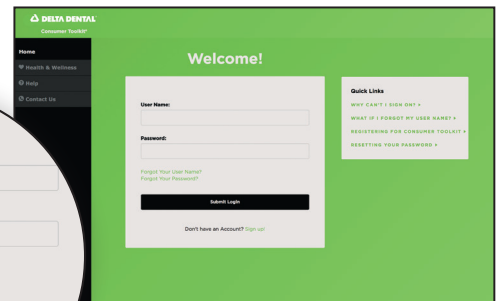 DELTA DENTAL
Consumer Toolkit®
Home
Health & Wellness
Help
Contact Us
Welcome!
User Name:
Password:
Forgot Your User Name?
Forgot Your Password?
Submit Login
Don't have an Account? Sign up!
Quick Links
WHY CAN'T I SIGN ON?
WHAT IF I FORGOT MY USER NAME?
REGISTERING FOR CONSUMER TOOLKIT
RESETTING YOUR PASSWORD